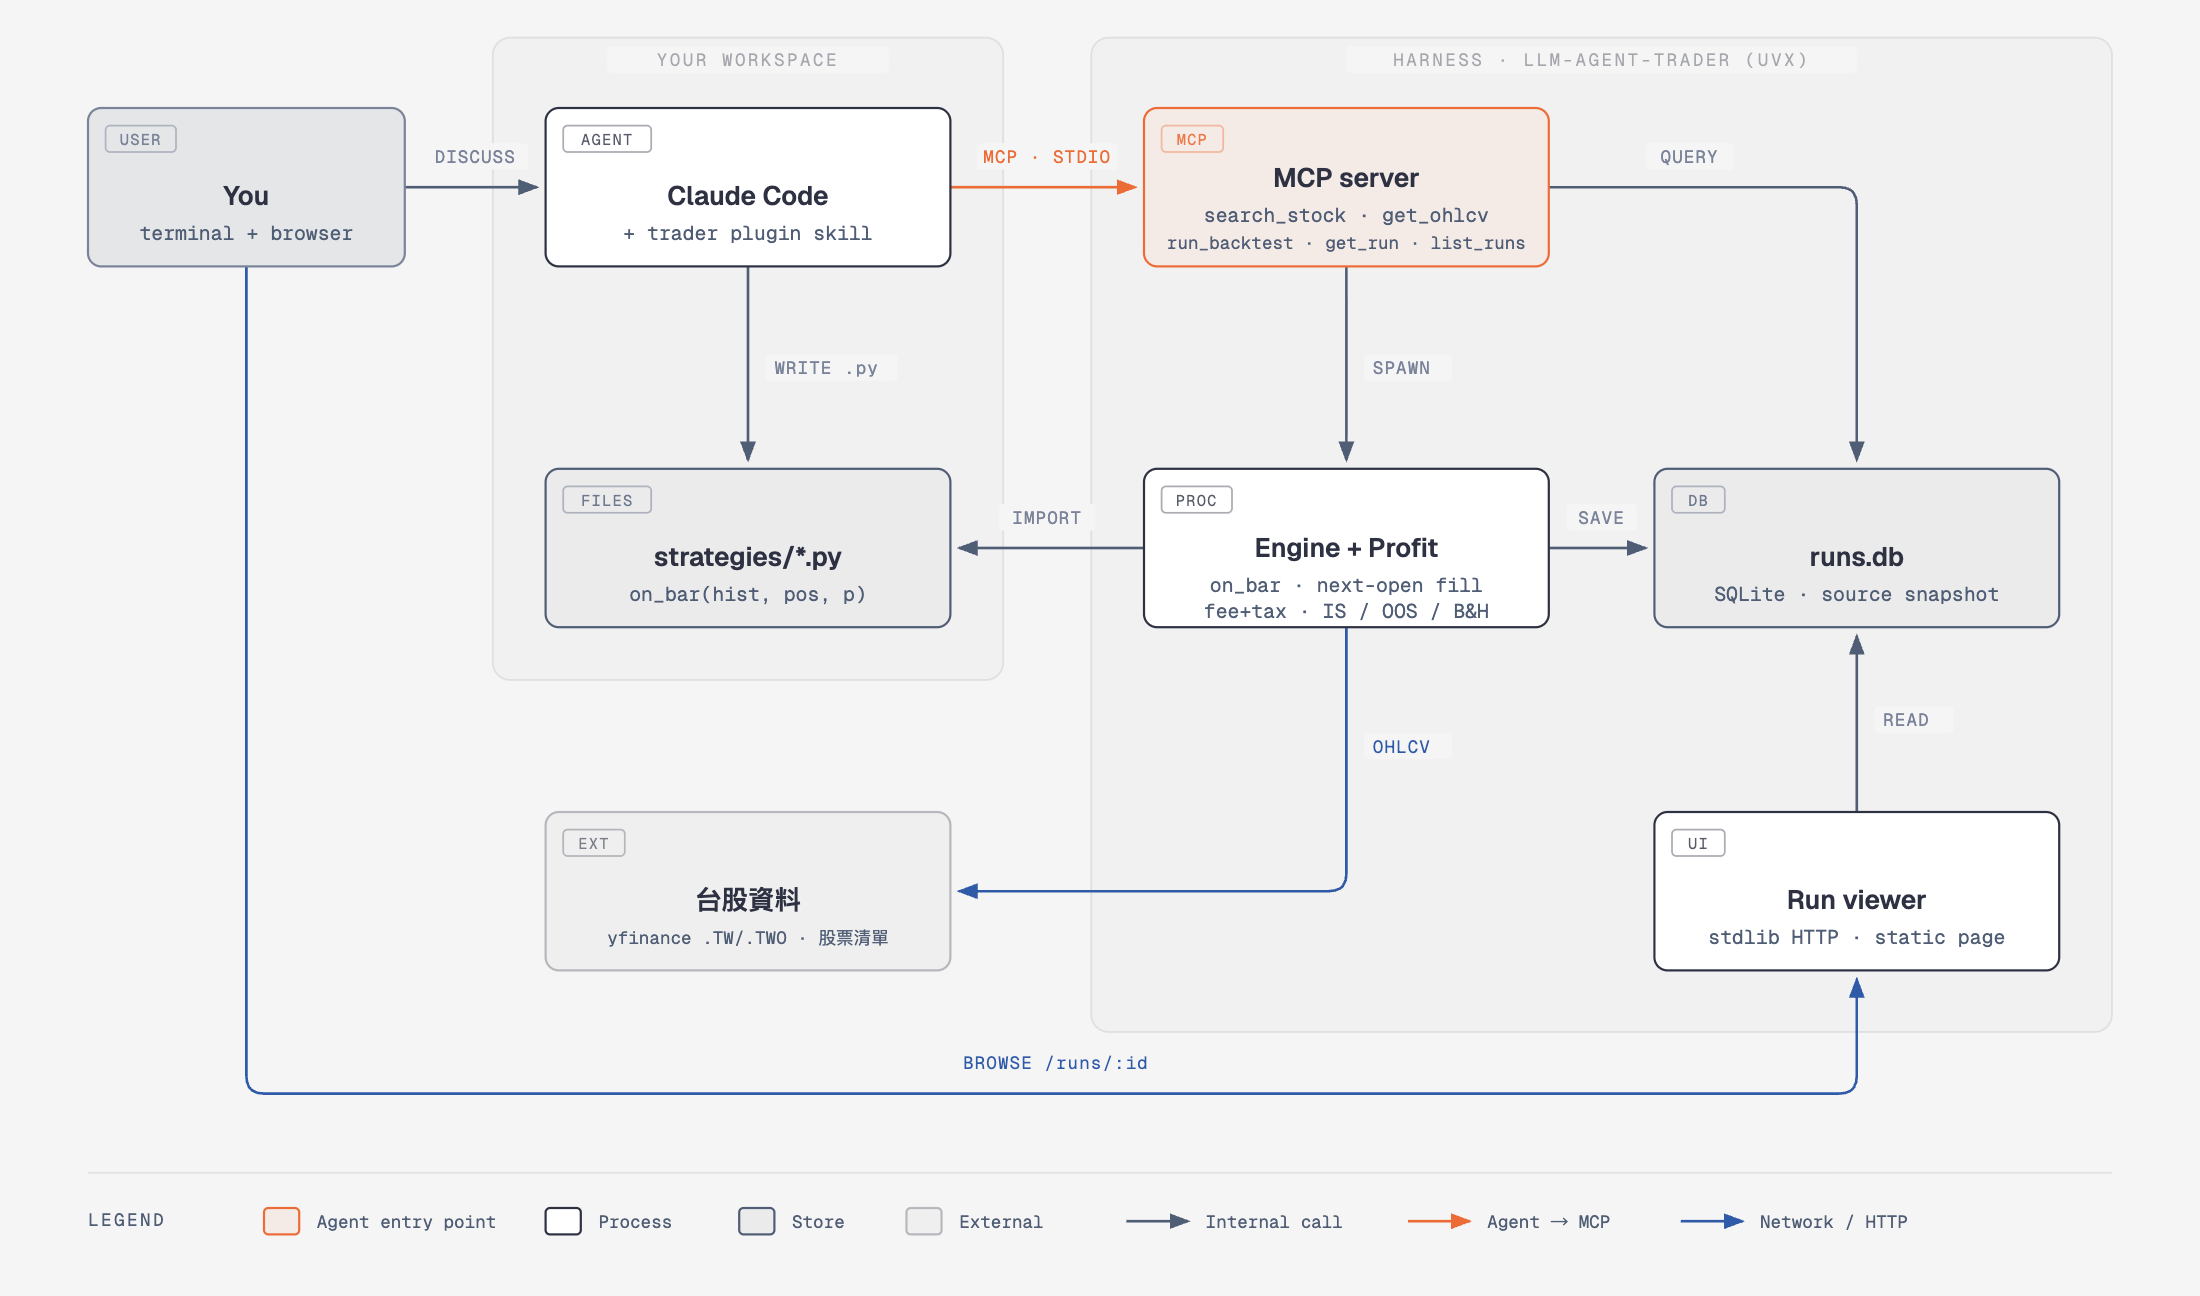 YOUR WORKSPACE
HARNESS · LLM-AGENT-TRADER (UVX)
USER
You
terminal + browser
DISCUSS
AGENT
Claude Code
+ trader plugin skill
MCP · STDIO
MCP
MCP server
search_stock · get_ohlcv
run_backtest · get_run · list_runs
QUERY
WRITE .py
SPAWN
FILES
strategies/*.py
on_bar(hist, pos, p)
IMPORT
PROC
Engine + Profit
on_bar · next-open fill
fee+tax · IS / OOS / B&H
SAVE
DB
runs.db
SQLite · source snapshot
OHLCV
READ
EXT
台股資料
yfinance .TW/.TWO · 股票清單
UI
Run viewer
stdlib HTTP · static page
BROWSE /runs/:id
LEGEND
Agent entry point
Process
Store
External
Internal call
Agent → MCP
Network / HTTP